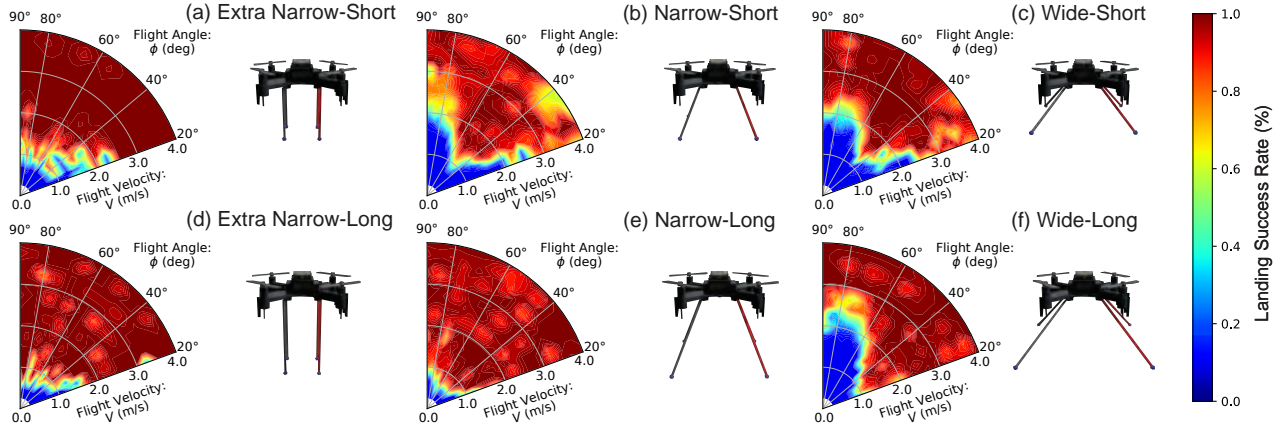 (a) Extra Narrow-Short
90°
80°
60°
40°
20°
Flight Angle:
ϕ (deg)
0.0
1.0
2.0
3.0
4.0
Flight Velocity:
V (m/s)
(b) Narrow-Short
90°
80°
60°
40°
20°
Flight Angle:
ϕ (deg)
0.0
1.0
2.0
3.0
4.0
Flight Velocity:
V (m/s)
(c) Wide-Short
90°
80°
60°
40°
20°
Flight Angle:
ϕ (deg)
0.0
1.0
2.0
3.0
4.0
Flight Velocity:
V (m/s)
(d) Extra Narrow-Long
90°
80°
60°
40°
20°
Flight Angle:
ϕ (deg)
0.0
1.0
2.0
3.0
4.0
Flight Velocity:
V (m/s)
(e) Narrow-Long
90°
80°
60°
40°
20°
Flight Angle:
ϕ (deg)
0.0
1.0
2.0
3.0
4.0
Flight Velocity:
V (m/s)
(f) Wide-Long
90°
80°
60°
40°
20°
Flight Angle:
ϕ (deg)
0.0
1.0
2.0
3.0
4.0
Flight Velocity:
V (m/s)
1.0
0.8
0.6
0.4
0.2
0.0
Landing Success Rate (%)